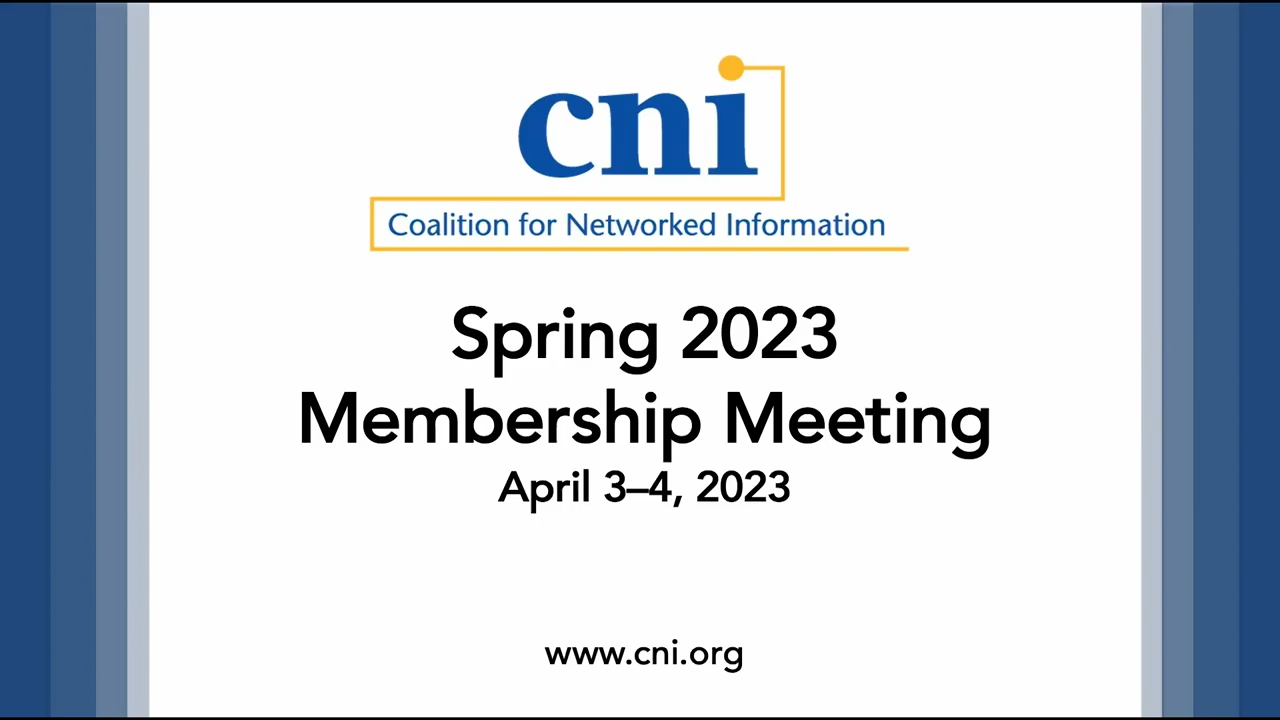 cni
Coalition for Networked Information
Spring 2023
Membership Meeting
April 3–4, 2023
www.cni.org